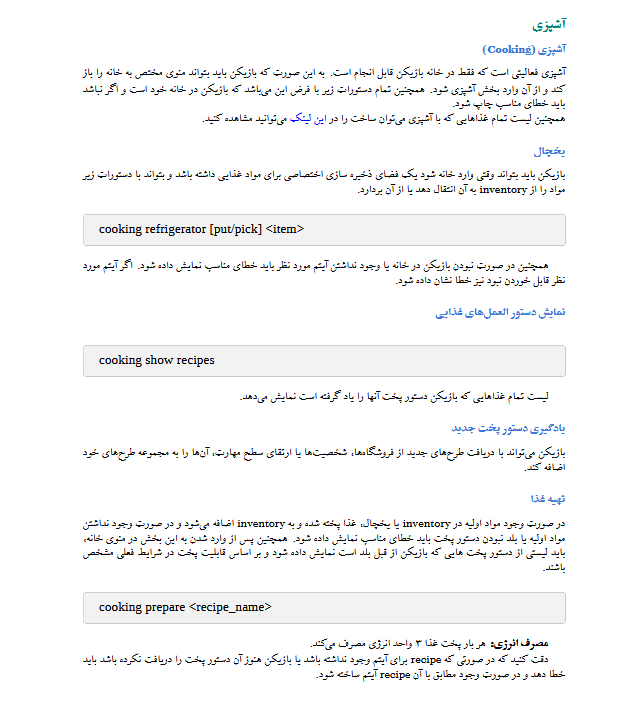 آشپزی
آشپزی (Cooking)
آشپزی فعالیتی است که فقط در خانه بازیکن قابل انجام است. به این صورت که بازیکن باید بتواند منوی مختص به خانه را باز
کند و از آن وارد بخش آشپزی شود. همچنین تمام دستورات زیر با فرض این می‌باشد که بازیکن در خانه خود است و اگر نباشد
باید خطای مناسب چاپ شود.
همچنین لیست تمام غذاهایی که با آشپزی می‌توان ساخت را در این لینک می‌توانید مشاهده کنید.
یخچال
بازیکن باید بتواند وقتی وارد خانه شود یک فضای ذخیره سازی اختصاصی برای مواد غذایی داشته باشد و بتواند با دستورات زیر
مواد را از inventory به آن انتقال دهد یا از آن بردارد.
cooking refrigerator [put/pick] <item>
همچنین در صورت نبودن بازیکن در خانه یا وجود نداشتن آیتم مورد نظر باید خطای مناسب نمایش داده شود. اگر آیتم مورد
نظر قابل خوردن نبود نیز خطا نشان داده شود.
نمایش دستور العمل‌های غذایی
cooking show recipes
لیست تمام غذاهایی که بازیکن دستور پخت آنها را یاد گرفته است نمایش می‌دهد.
یادگیری دستور پخت جدید
بازیکن می‌تواند با دریافت طرح‌های جدید از فروشگاه‌ها، شخصیت‌ها یا ارتقای سطح مهارت، آن‌ها را به مجموعه طرح‌های خود
اضافه کند.
تهیه غذا
در صورت وجود مواد اولیه در inventory یا یخچال، غذا پخته شده و به inventory اضافه می‌شود و در صورت وجود نداشتن
مواد اولیه یا بلد نبودن دستور پخت باید خطای مناسب نمایش داده شود. همچنین پس از وارد شدن به این بخش در منوی خانه،
باید لیستی از دستور پخت هایی که بازیکن از قبل بلد است نمایش داده شود و بر اساس قابلیت پخت در شرایط فعلی مشخص
باشند.
cooking prepare <recipe_name>
مصرف انرژی: هر بار پخت غذا ۳ واحد انرژی مصرف می‌کند.
دقت کنید که در صورتی که recipe برای آیتم وجود نداشته باشد یا بازیکن هنوز آن دستور پخت را دریافت نکرده باشد باید
خطا دهد و در صورت وجود مطابق با آن recipe آیتم ساخته شود.